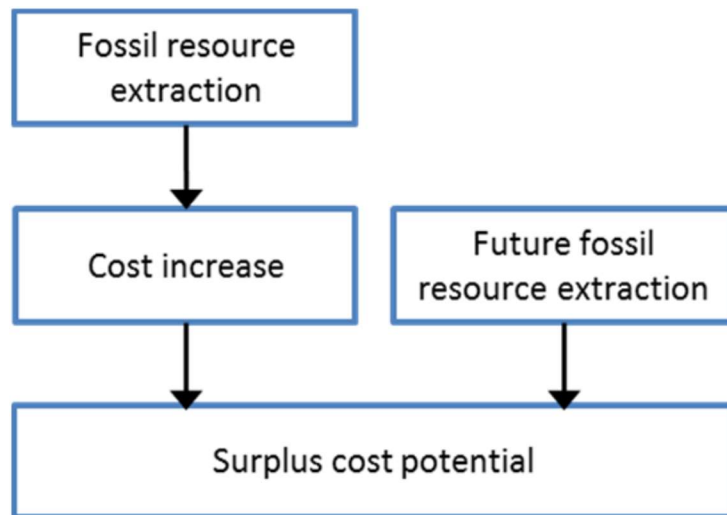 Fossil resource
extraction
Cost increase
Future fossil
resource extraction
Surplus cost potential